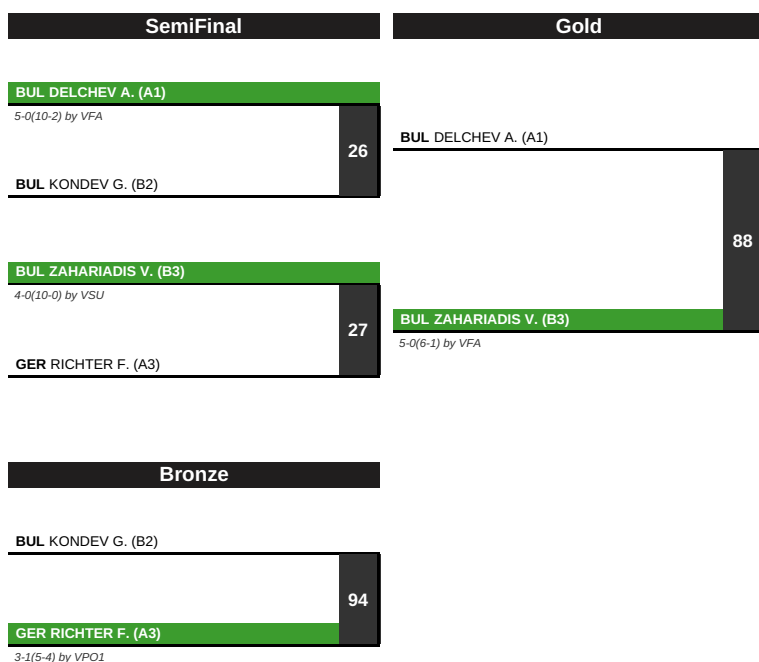 SemiFinal
BUL DELCHEV A. (A1)
5-0(10-2) by VFA
26
BUL KONDEV G. (B2)
BUL ZAHARIADIS V. (B3)
4-0(10-0) by VSU
27
GER RICHTER F. (A3)
Gold
BUL DELCHEV A. (A1)
88
BUL ZAHARIADIS V. (B3)
5-0(6-1) by VFA
Bronze
BUL KONDEV G. (B2)
94
GER RICHTER F. (A3)
3-1(5-4) by VPO1